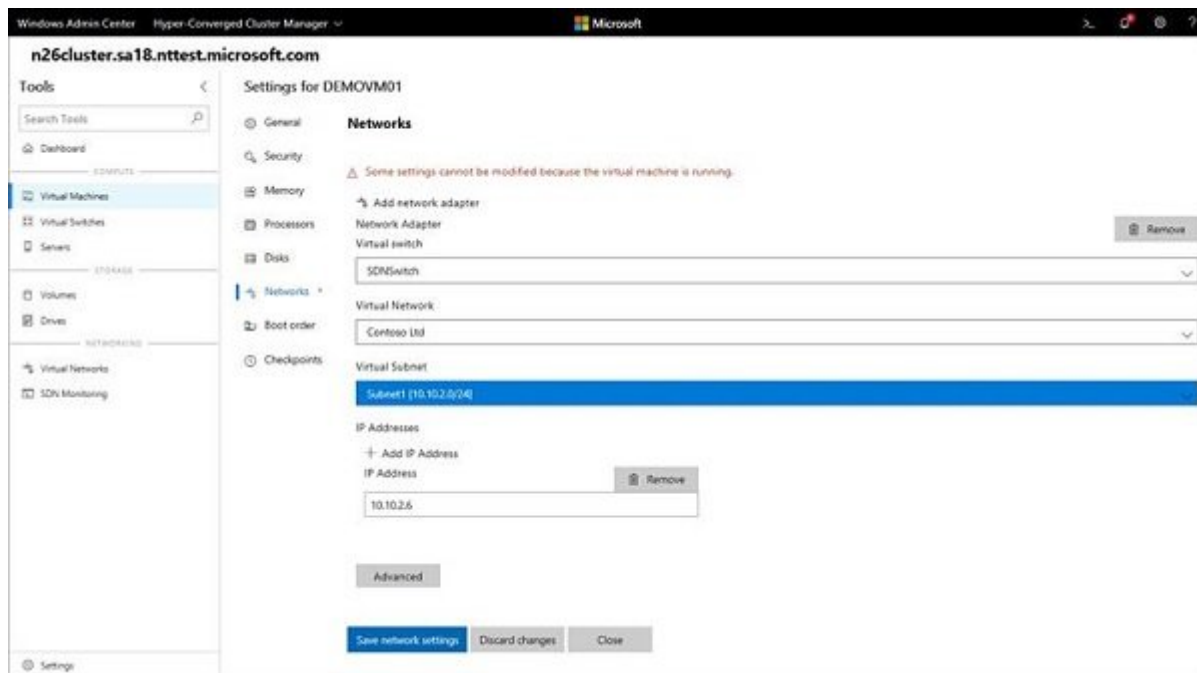 Windows Admin Center Hyper-Converged Cluster Manager Microsoft
n26cluster.sa18.nttest.microsoft.com
Tools
Search Tools
Dashboard
COMPUTE
Virtual Machines
Virtual Switches
Servers
STORAGE
Volumes
Drives
NETWORKING
Virtual Networks
SDN Monitoring
Settings
Settings for DEMOVM01
General
Security
Memory
Processors
Disks
Networks *
Boot order
Checkpoints
Networks
Some settings cannot be modified because the virtual machine is running.
Add network adapter
Network Adapter
Remove
Virtual switch
SDNSwitch
Virtual Network
Contoso Ltd
Virtual Subnet
Subnet1 [10.10.2.0/24]
IP Addresses
+ Add IP Address
IP Address
Remove
10.10.2.6
Advanced
Save network settings Discard changes Close